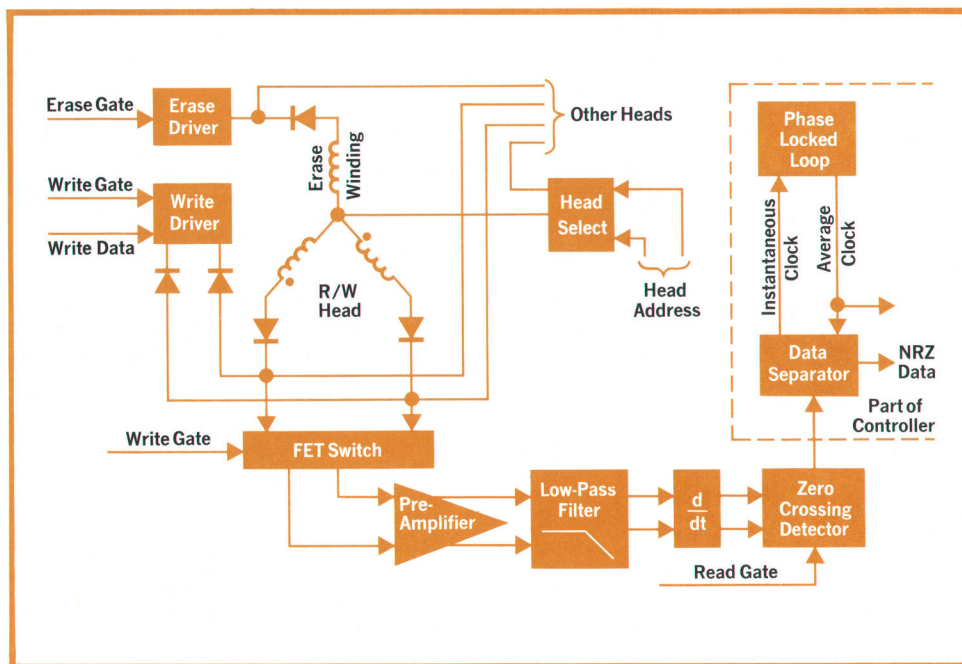 Erase Gate
Erase
Driver
Erase
Winding
Other Heads
Write Gate
Write Data
Write
Driver
R/W
Head
Head
Select
Head
Address
Phase
Locked
Loop
Instantaneous
Clock
Average
Clock
Data
Separator
NRZ
Data
Part of
Controller
Write Gate
FET Switch
Pre-
Amplifier
Low-Pass
Filter
d
dt
Zero
Crossing
Detector
Read Gate